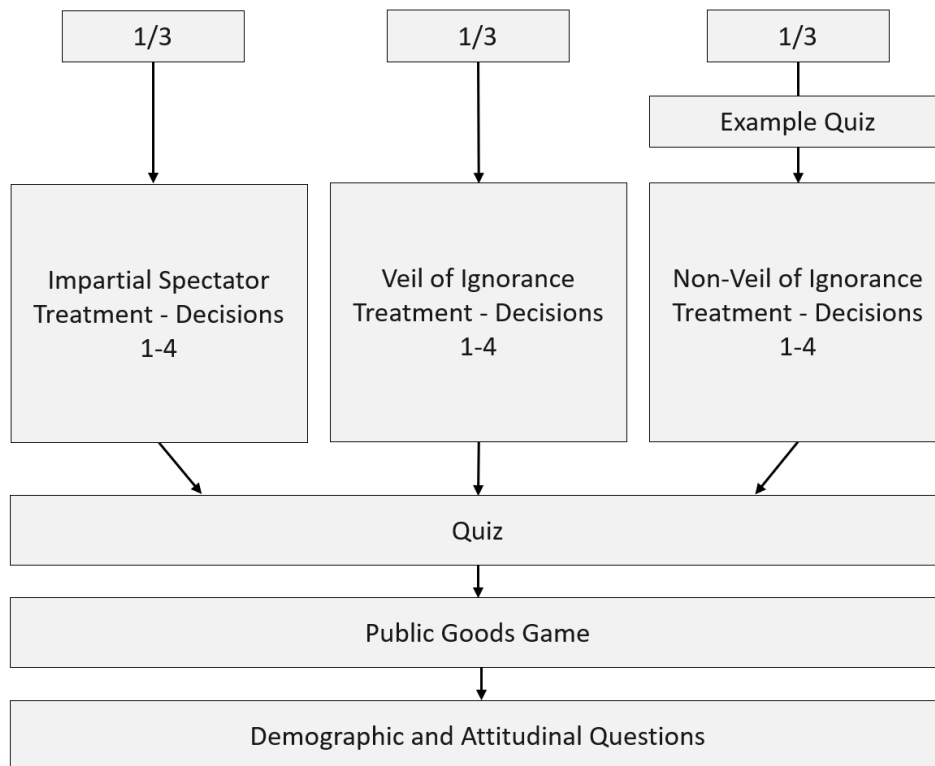 1/3
1/3
1/3
Example Quiz
Impartial Spectator
Treatment - Decisions
1-4
Veil of Ignorance
Treatment - Decisions
1-4
Non-Veil of Ignorance
Treatment - Decisions
1-4
Quiz
Public Goods Game
Demographic and Attitudinal Questions